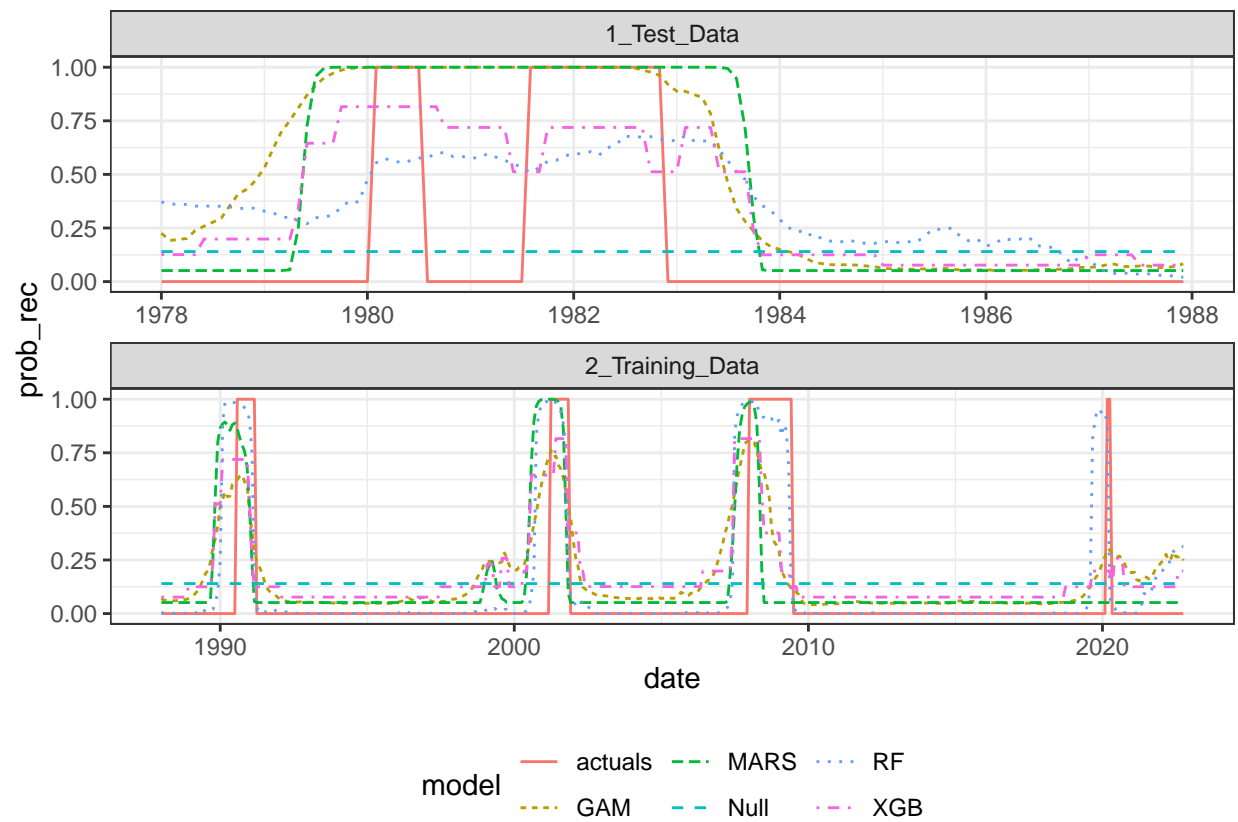 1_Test_Data
1.00
0.75
0.50
0.25
0.00
1978 1980 1982 1984 1986 1988
prob_rec
2_Training_Data
1.00
0.75
0.50
0.25
0.00
1990 2000 2010 2020
date
model
actuals MARS RF
GAM Null XGB